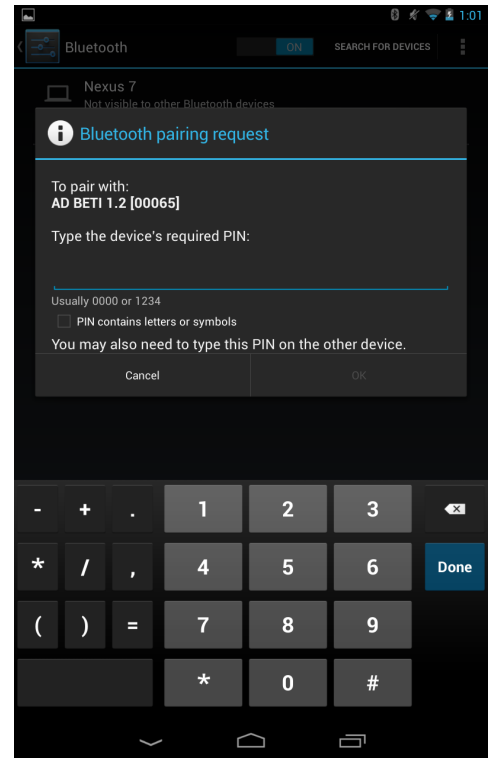 1:01
Bluetooth
ON
SEARCH FOR DEVICES
Nexus 7
Not visible to other Bluetooth devices
Bluetooth pairing request
To pair with:
AD BETI 1.2 [00065]
Type the device's required PIN:
Usually 0000 or 1234
PIN contains letters or symbols
You may also need to type this PIN on the other device.
Cancel
OK
- + . 1 2 3
* / , 4 5 6 Done
( ) = 7 8 9
* 0 #